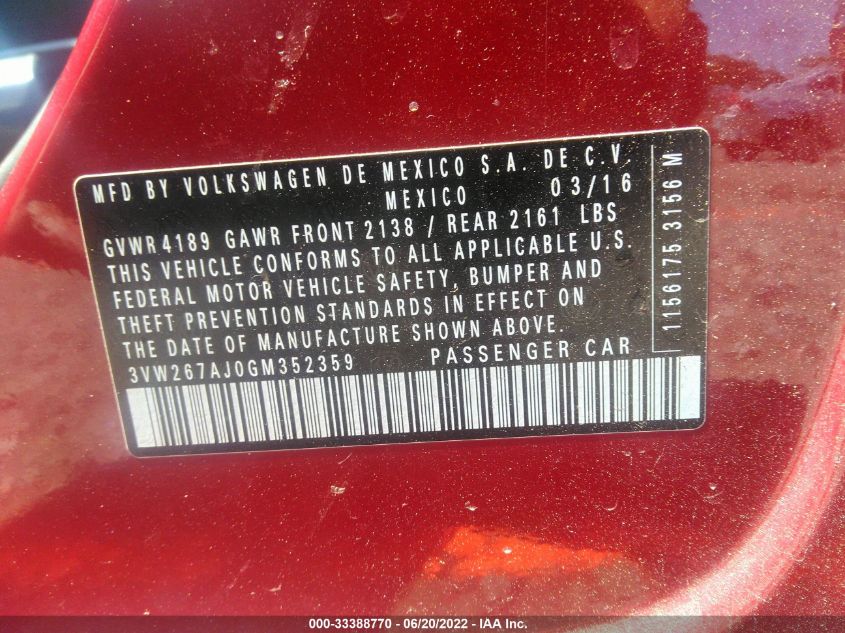 MFD BY VOLKSWAGEN DE MEXICO S.A. DE C.V.
MEXICO 03/16
GVWR 4189 GAWR FRONT 2138 / REAR 2161 LBS
THIS VEHICLE CONFORMS TO ALL APPLICABLE U.S.
FEDERAL MOTOR VEHICLE SAFETY, BUMPER AND
THEFT PREVENTION STANDARDS IN EFFECT ON
THE DATE OF MANUFACTURE SHOWN ABOVE.
3VW267AJ0GM352359 PASSENGER CAR
1156175 3156 M
000-33388770 - 06/20/2022 - IAA Inc.